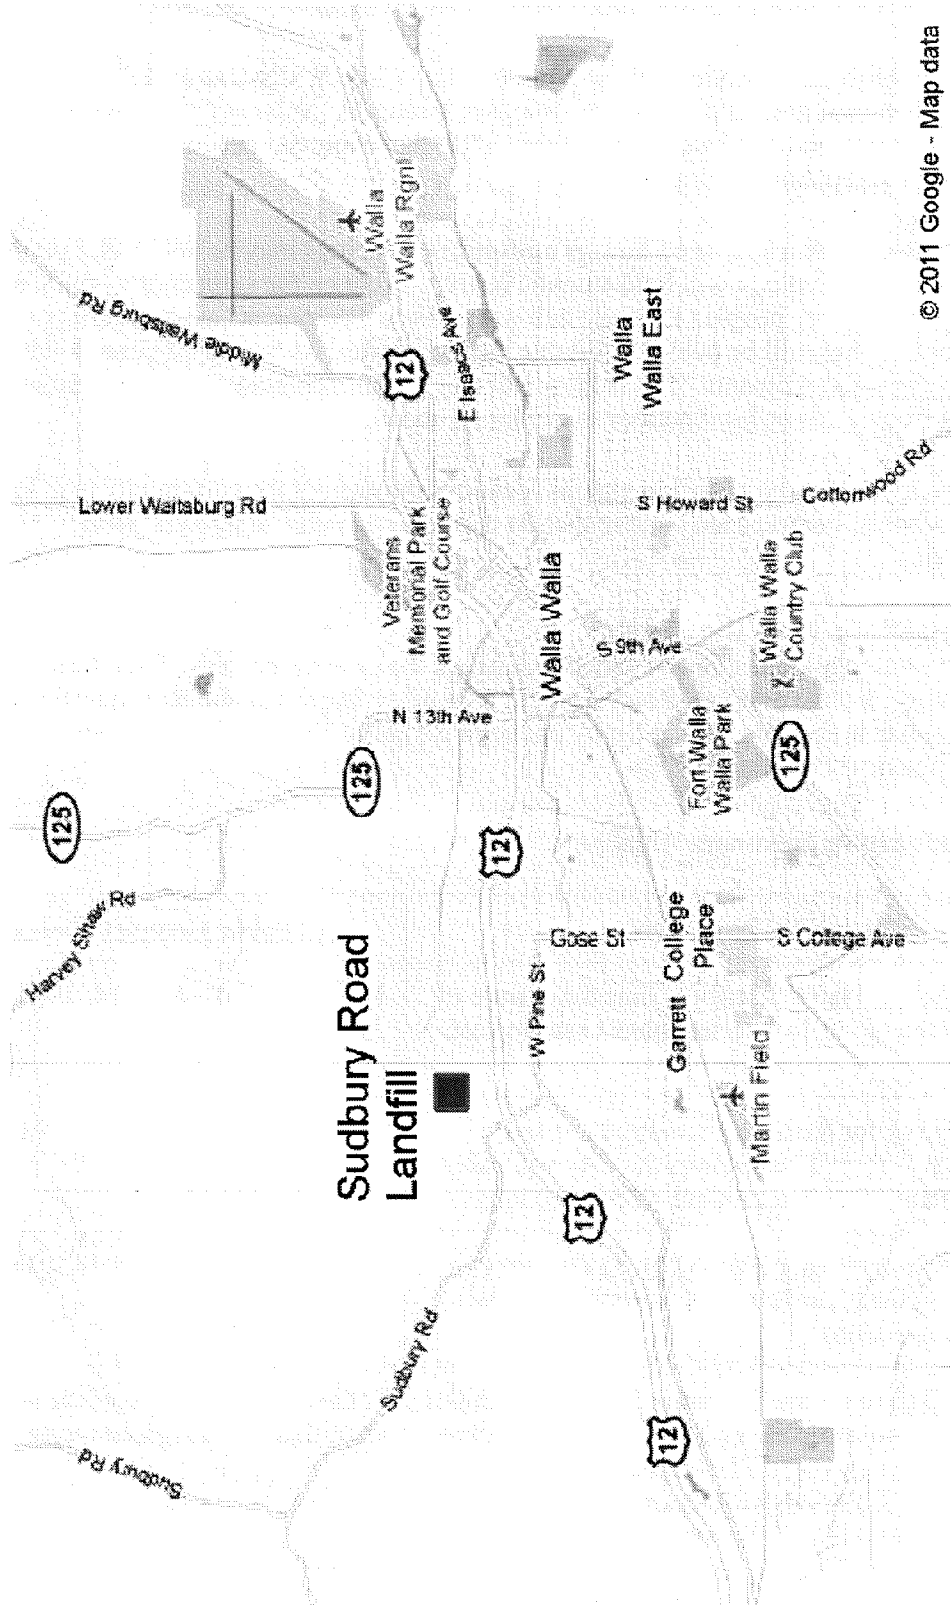 Sudbury Rd
Sudbury Rd
Sudbury Road
Landfill
Harvey Shaw Rd
125
125
Lower Waitsburg Rd
Middle Waitsburg Rd
N 13th Ave
Veterans
Memorial Park
and Golf Course
12
E Isaacs Ave
Walla
Walla Rgnl
12
12
12
W Pine St
Gose St
Walla Walla
Walla
Walla East
Garrett
College
Place
Martin Field
S College Ave
Fort Walla
Walla Park
125
S 9th Ave
Walla Walla
Country Club
S Howard St
Cottonwood Rd
© 2011 Google - Map data